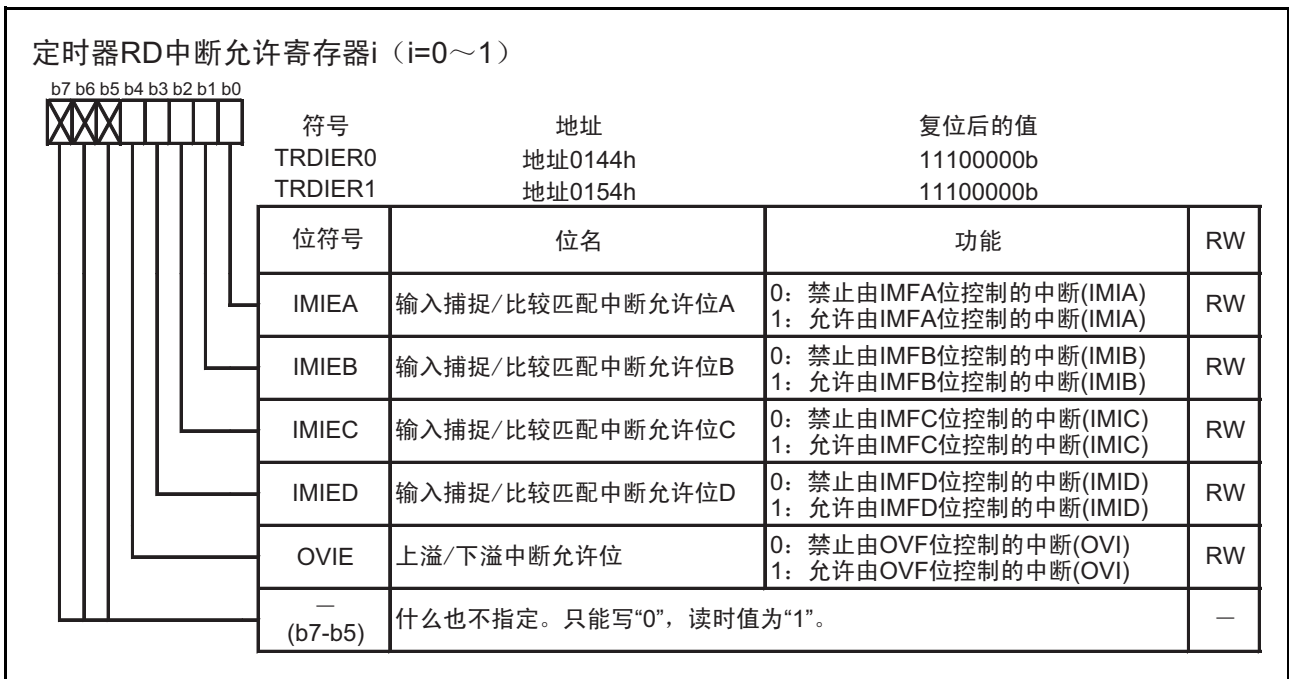 定时器RD中断允许寄存器i（i=0～1）
b7 b6 b5 b4 b3 b2 b1 b0
符号 地址 复位后的值
TRDIER0 地址0144h 11100000b
TRDIER1 地址0154h 11100000b
位符号 位名 功能 RW
IMIEA 输入捕捉/比较匹配中断允许位A 0：禁止由IMFA位控制的中断(IMIA) RW
1：允许由IMFA位控制的中断(IMIA)
IMIEB 输入捕捉/比较匹配中断允许位B 0：禁止由IMFB位控制的中断(IMIB) RW
1：允许由IMFB位控制的中断(IMIB)
IMIEC 输入捕捉/比较匹配中断允许位C 0：禁止由IMFC位控制的中断(IMIC) RW
1：允许由IMFC位控制的中断(IMIC)
IMIED 输入捕捉/比较匹配中断允许位D 0：禁止由IMFD位控制的中断(IMID) RW
1：允许由IMFD位控制的中断(IMID)
OVIE 上溢/下溢中断允许位 0：禁止由OVF位控制的中断(OVI) RW
1：允许由OVF位控制的中断(OVI)
—
(b7-b5) 什么也不指定。只能写“0”，读时值为“1”。 —